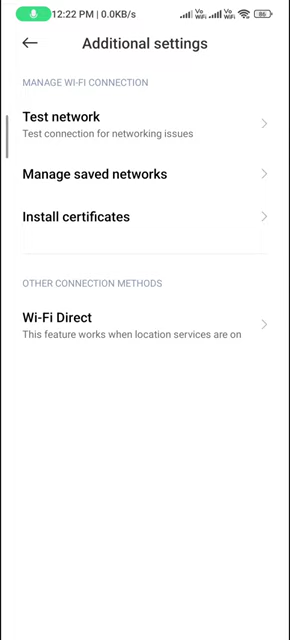 12:22 PM | 0.0KB/s Vo WiFi Vo WiFi 86
Additional settings
MANAGE WI-FI CONNECTION
Test network
Test connection for networking issues
Manage saved networks
Install certificates
OTHER CONNECTION METHODS
Wi-Fi Direct
This feature works when location services are on